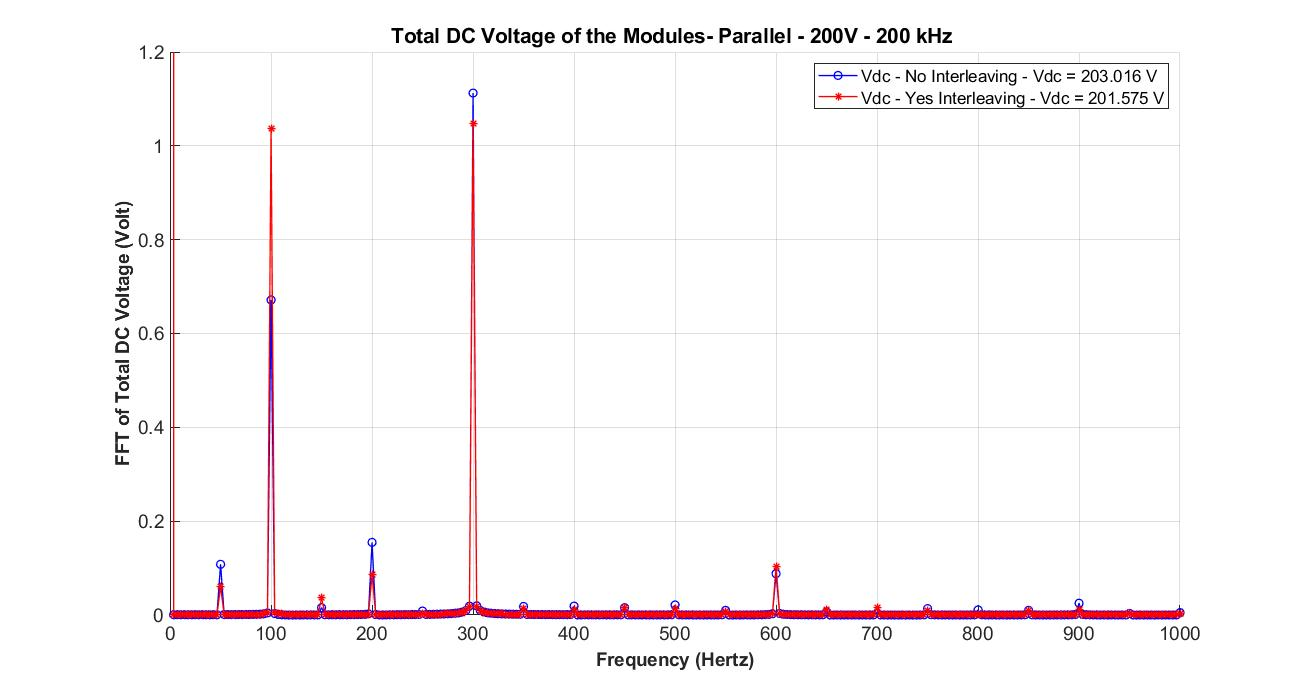 Total DC Voltage of the Modules- Parallel - 200V - 200 kHz
Vdc - No Interleaving - Vdc = 203.016 V
Vdc - Yes Interleaving - Vdc = 201.575 V
FFT of Total DC Voltage (Volt)
1.2
1
0.8
0.6
0.4
0.2
0
0 100 200 300 400 500 600 700 800 900 1000
Frequency (Hertz)